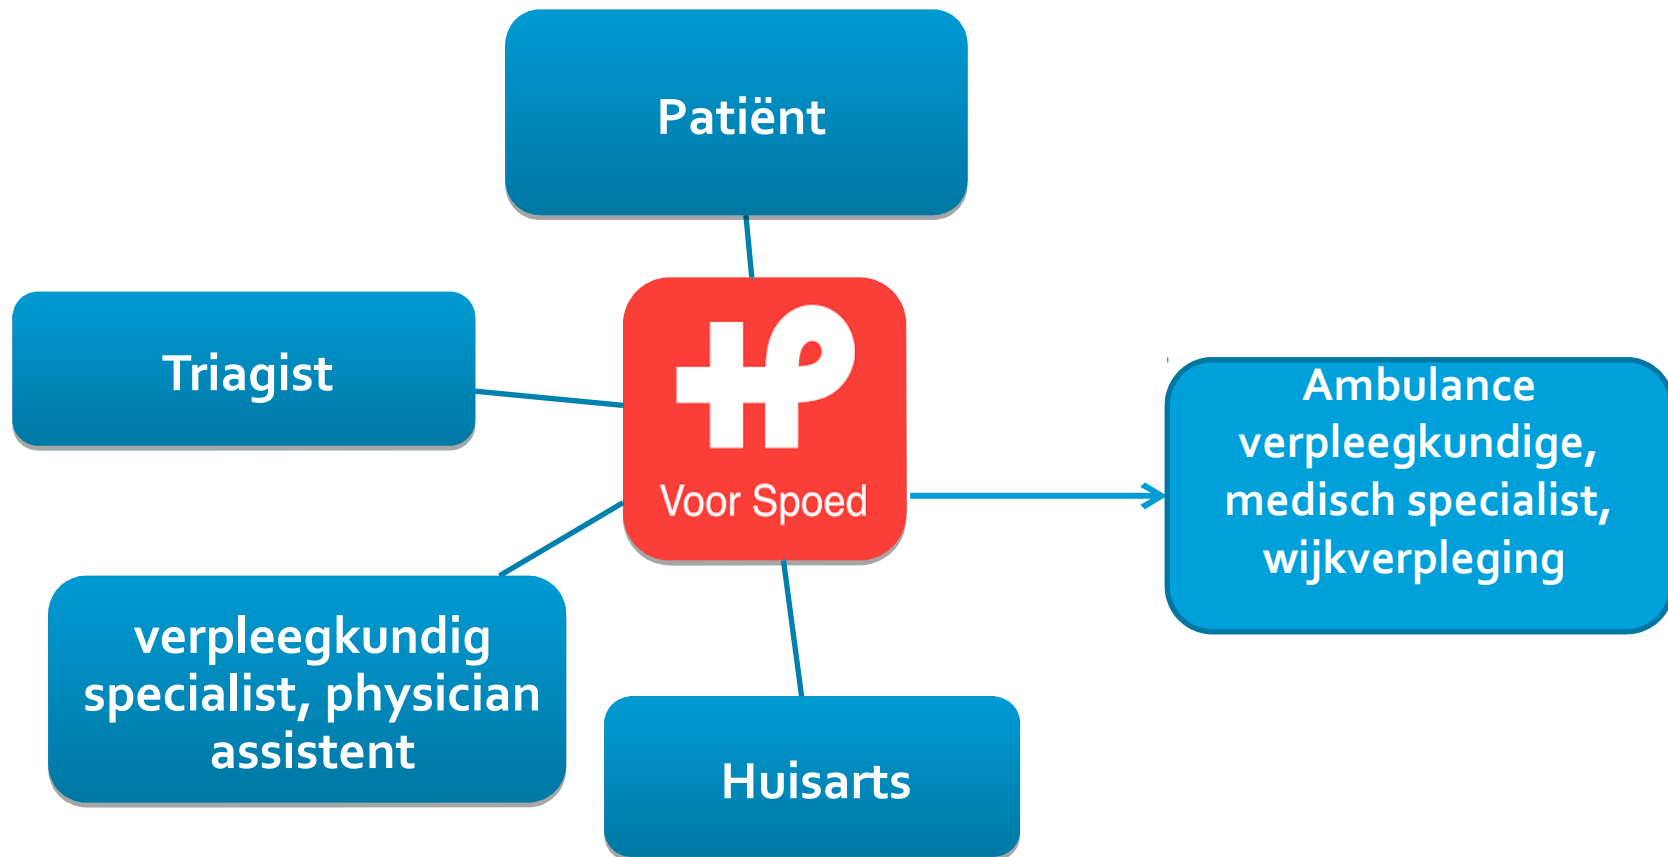 Patiënt
Triagist
Voor Spoed
Ambulance
verpleegkundige,
medisch specialist,
wijkverpleging
verpleegkundig
specialist, physician
assistent
Huisarts